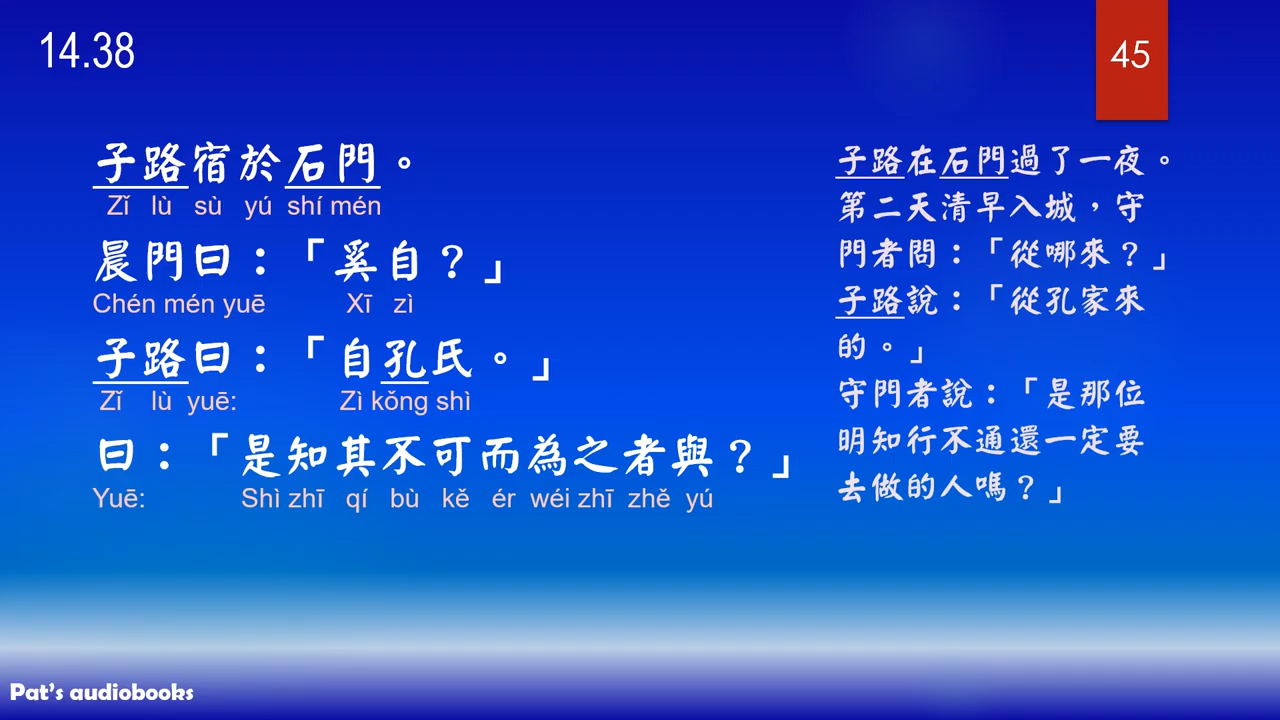 14.38
45
子路宿於石門。
Zǐ lù sù yú shí mén
晨門曰：「奚自？」
Chén mén yuē Xī zì
子路曰：「自孔氏。」
Zǐ lù yuē: Zì kǒng shì
曰：「是知其不可而為之者與？」
Yuē: Shì zhī qí bù kě ér wéi zhī zhě yú
子路在石門過了一夜。
第二天清早入城，守
門者問：「從哪來？」
子路說：「從孔家來
的。」
守門者說：「是那位
明知行不通還一定要
去做的人嗎？」
Pat's audiobooks